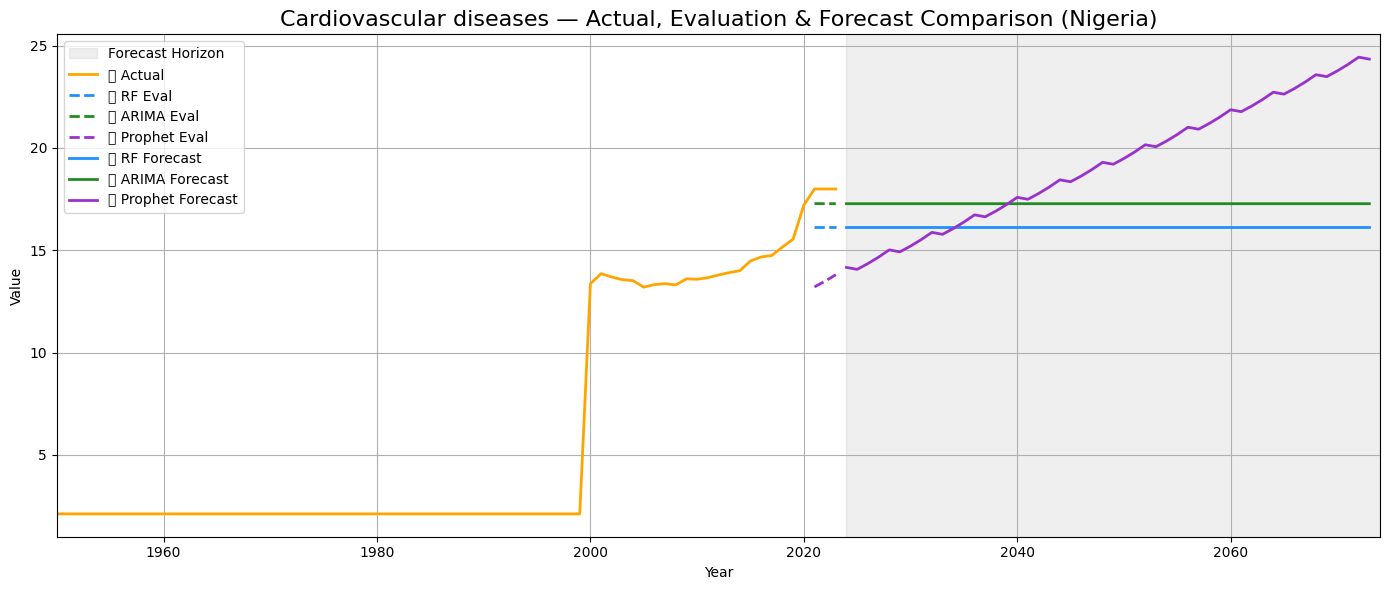 Cardiovascular diseases — Actual, Evaluation & Forecast Comparison (Nigeria)
Forecast Horizon
Actual
RF Eval
ARIMA Eval
Prophet Eval
RF Forecast
ARIMA Forecast
Prophet Forecast
25
20
15
10
5
Value
1960
1980
2000
2020
2040
2060
Year